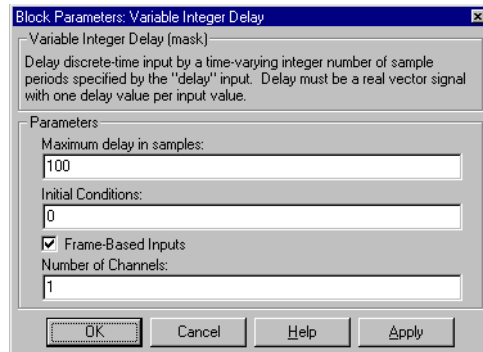 Block Parameters: Variable Integer Delay
Variable Integer Delay (mask)
Delay discrete-time input by a time-varying integer number of sample
periods specified by the "delay" input. Delay must be a real vector signal
with one delay value per input value.
Parameters
Maximum delay in samples:
100
Initial Conditions:
0
Frame-Based Inputs
Number of Channels:
1
OK Cancel Help Apply